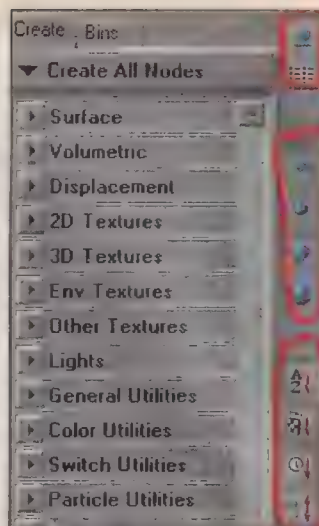 Create Bins
Create All Nodes
Surface
Volumetric
Displacement
2D Textures
3D Textures
Env Textures
Other Textures
Lights
General Utilities
Color Utilities
Switch Utilities
Particle Utilities